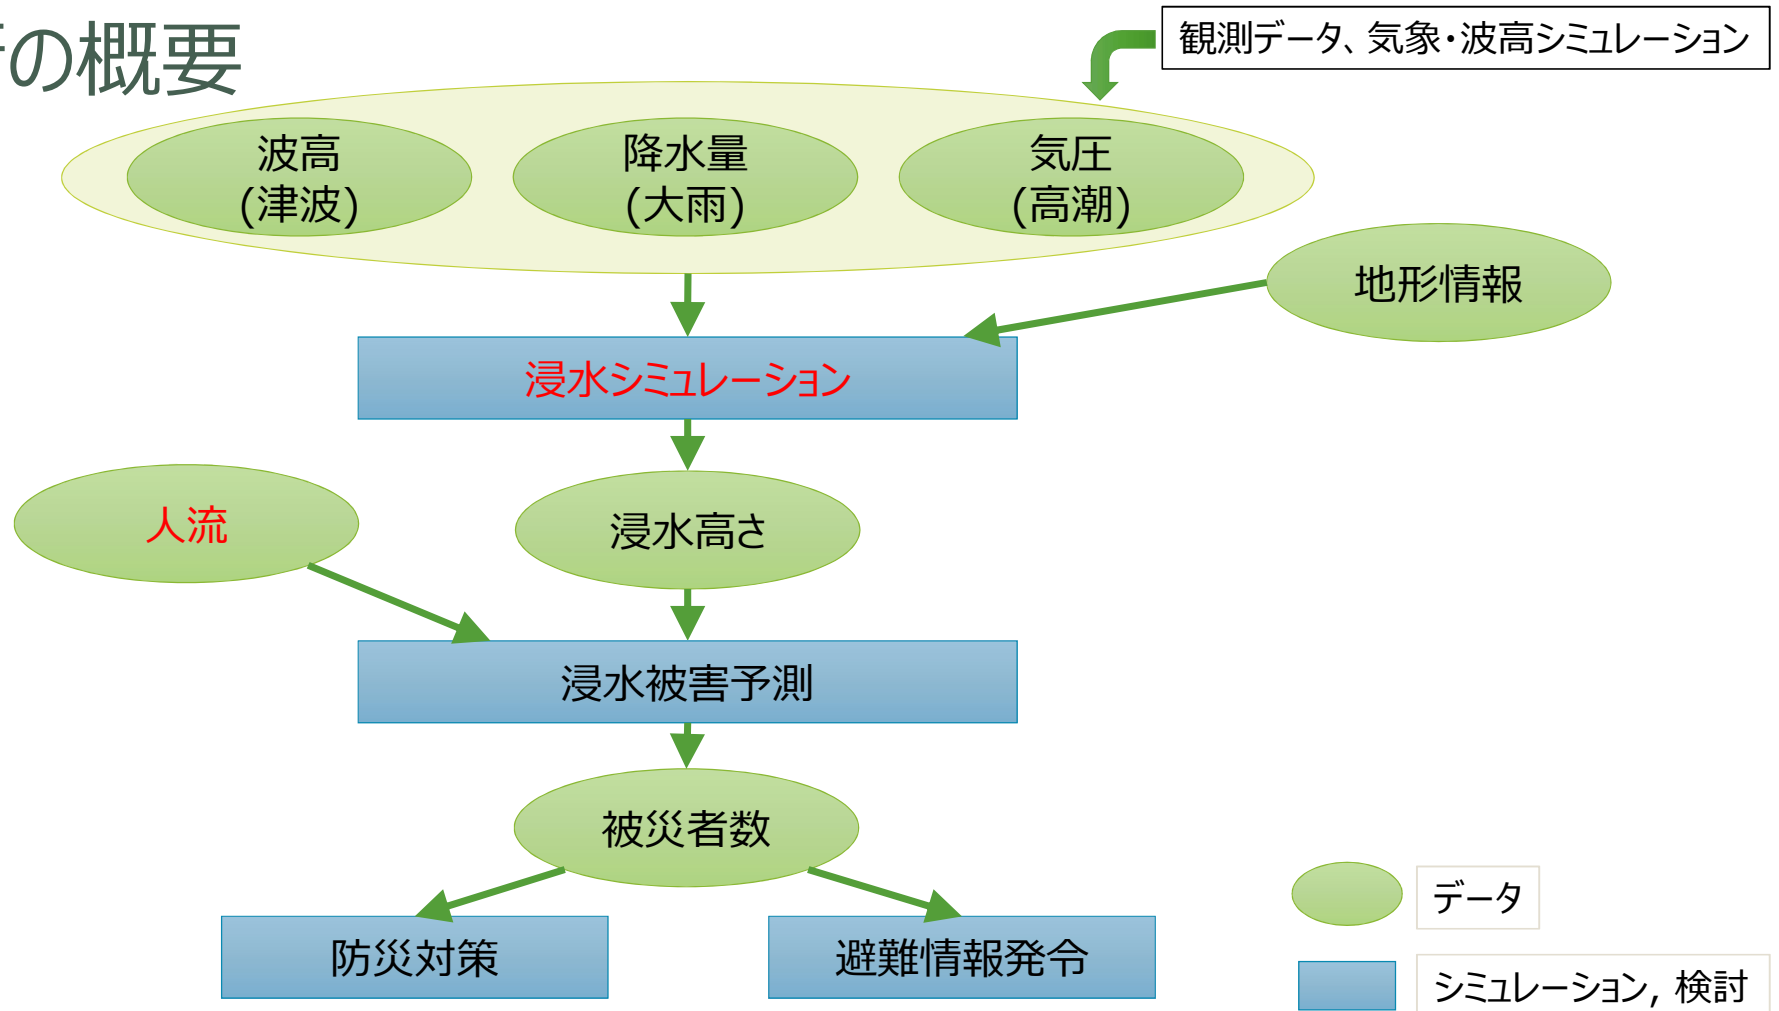 の概要
観測データ、気象・波高シミュレーション
波高
(津波)
降水量
(大雨)
気圧
(高潮)
地形情報
浸水シミュレーション
人流
浸水高さ
浸水被害予測
被災者数
防災対策
避難情報発令
データ
シミュレーション, 検討